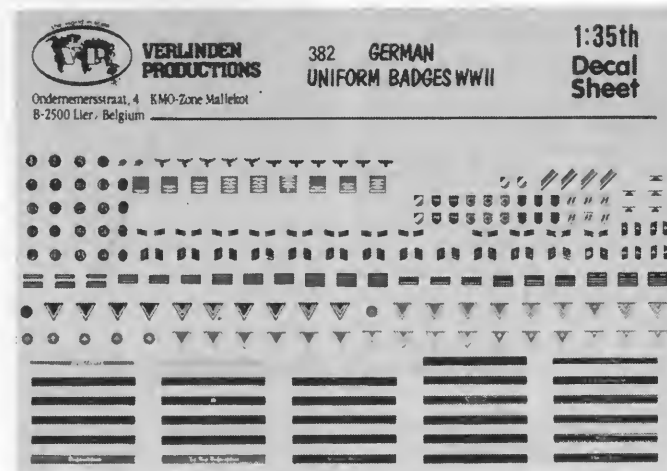 VERLINDEN
PRODUCTIONS
Ondernemersstraat, 4 KMO-Zone Mallekot
B-2500 Lier, Belgium
382 GERMAN
UNIFORM BADGES WWII
1:35th
Decal
Sheet